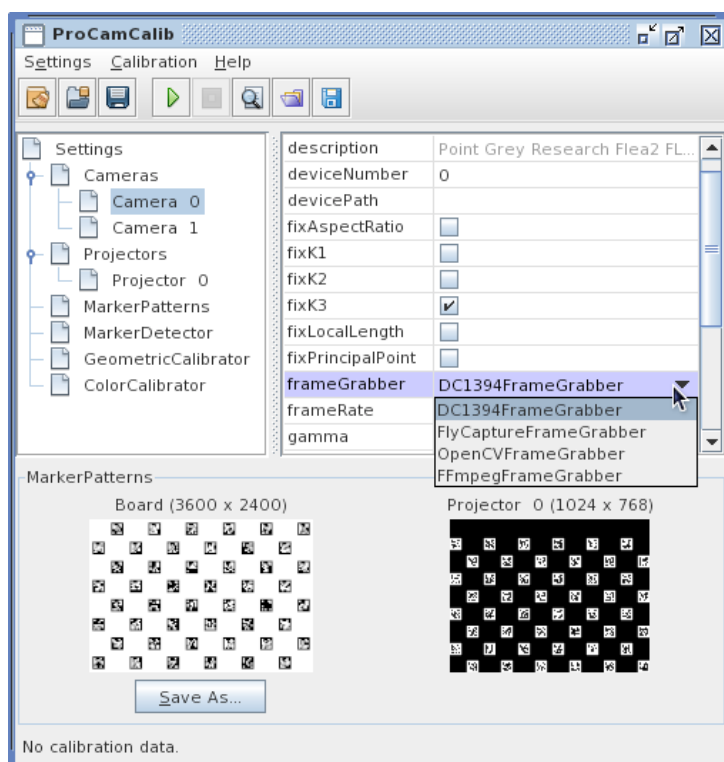 ProCamCalib
Settings Calibration Help
Settings
Cameras
Camera 0
Camera 1
Projectors
Projector 0
MarkerPatterns
MarkerDetector
GeometricCalibrator
ColorCalibrator
description Point Grey Research Flea2 FL...
deviceNumber 0
devicePath
fixAspectRatio
fixK1
fixK2
fixK3
fixLocalLength
fixPrincipalPoint
frameGrabber DC1394FrameGrabber
frameRate
gamma
DC1394FrameGrabber
FlyCaptureFrameGrabber
OpenCVFrameGrabber
FFmpegFrameGrabber
MarkerPatterns
Board (3600 x 2400)
Projector 0 (1024 x 768)
Save As...
No calibration data.